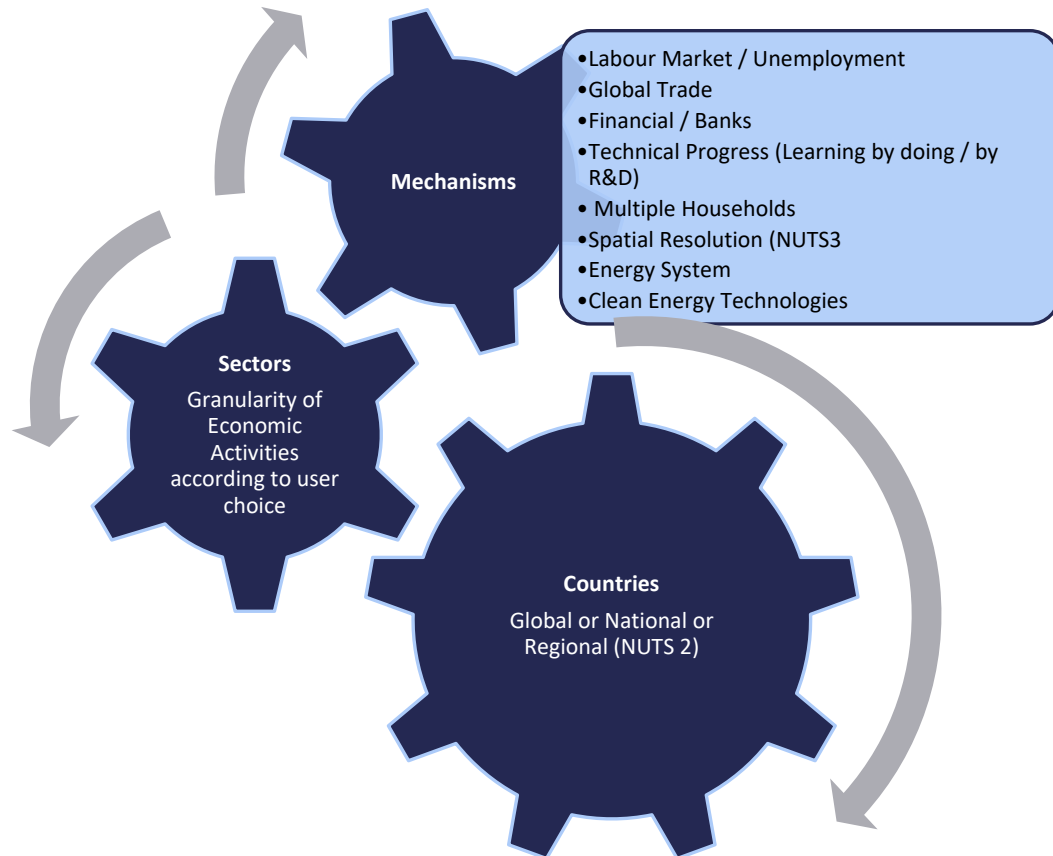 Mechanisms
•Labour Market / Unemployment
•Global Trade
•Financial / Banks
•Technical Progress (Learning by doing / by
R&D)
• Multiple Households
•Spatial Resolution (NUTS3
•Energy System
•Clean Energy Technologies
Sectors
Granularity of
Economic
Activities
according to user
choice
Countries
Global or National or
Regional (NUTS 2)